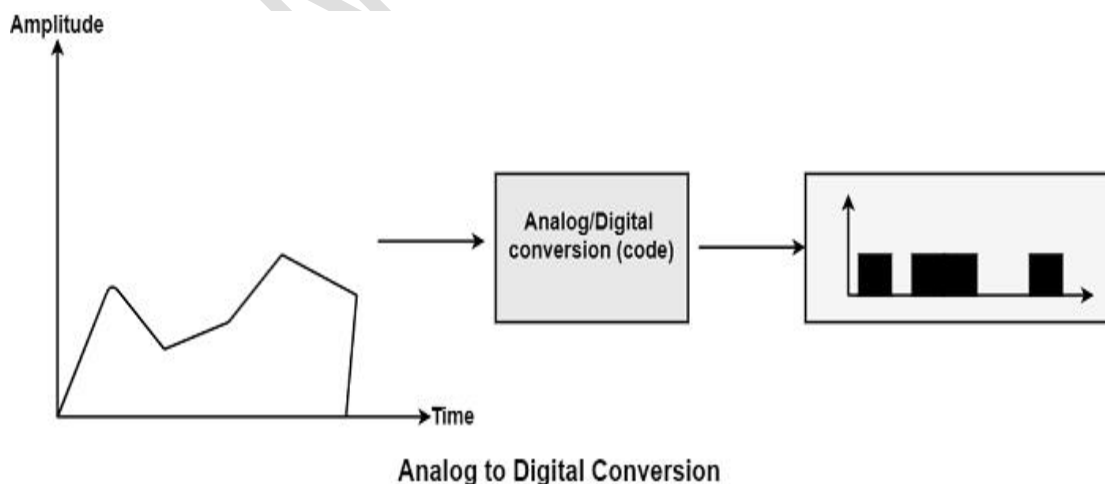 Amplitude
Analog/Digital
conversion (code)
Time
Analog to Digital Conversion